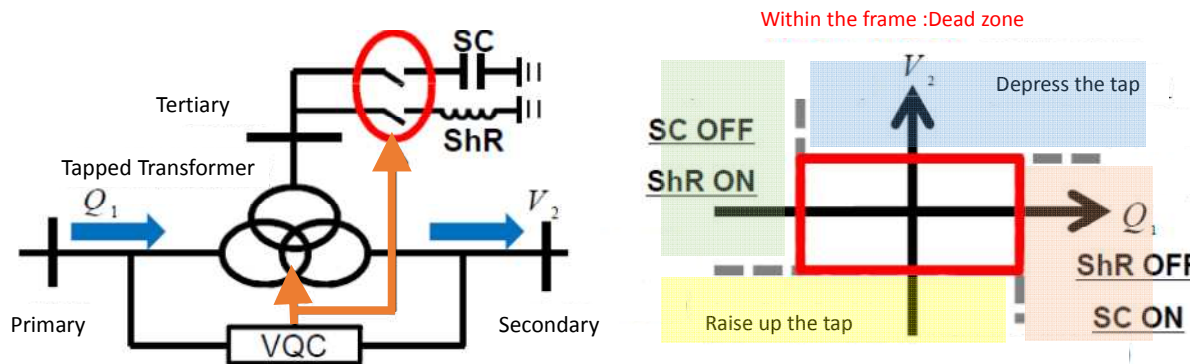 SC
ShR
Tertiary
Tapped Transformer
Q1
V2
Primary
VQC
Secondary
Within the frame :Dead zone
V2
Depress the tap
SC OFF
ShR ON
Q1
ShR OFF
SC ON
Raise up the tap